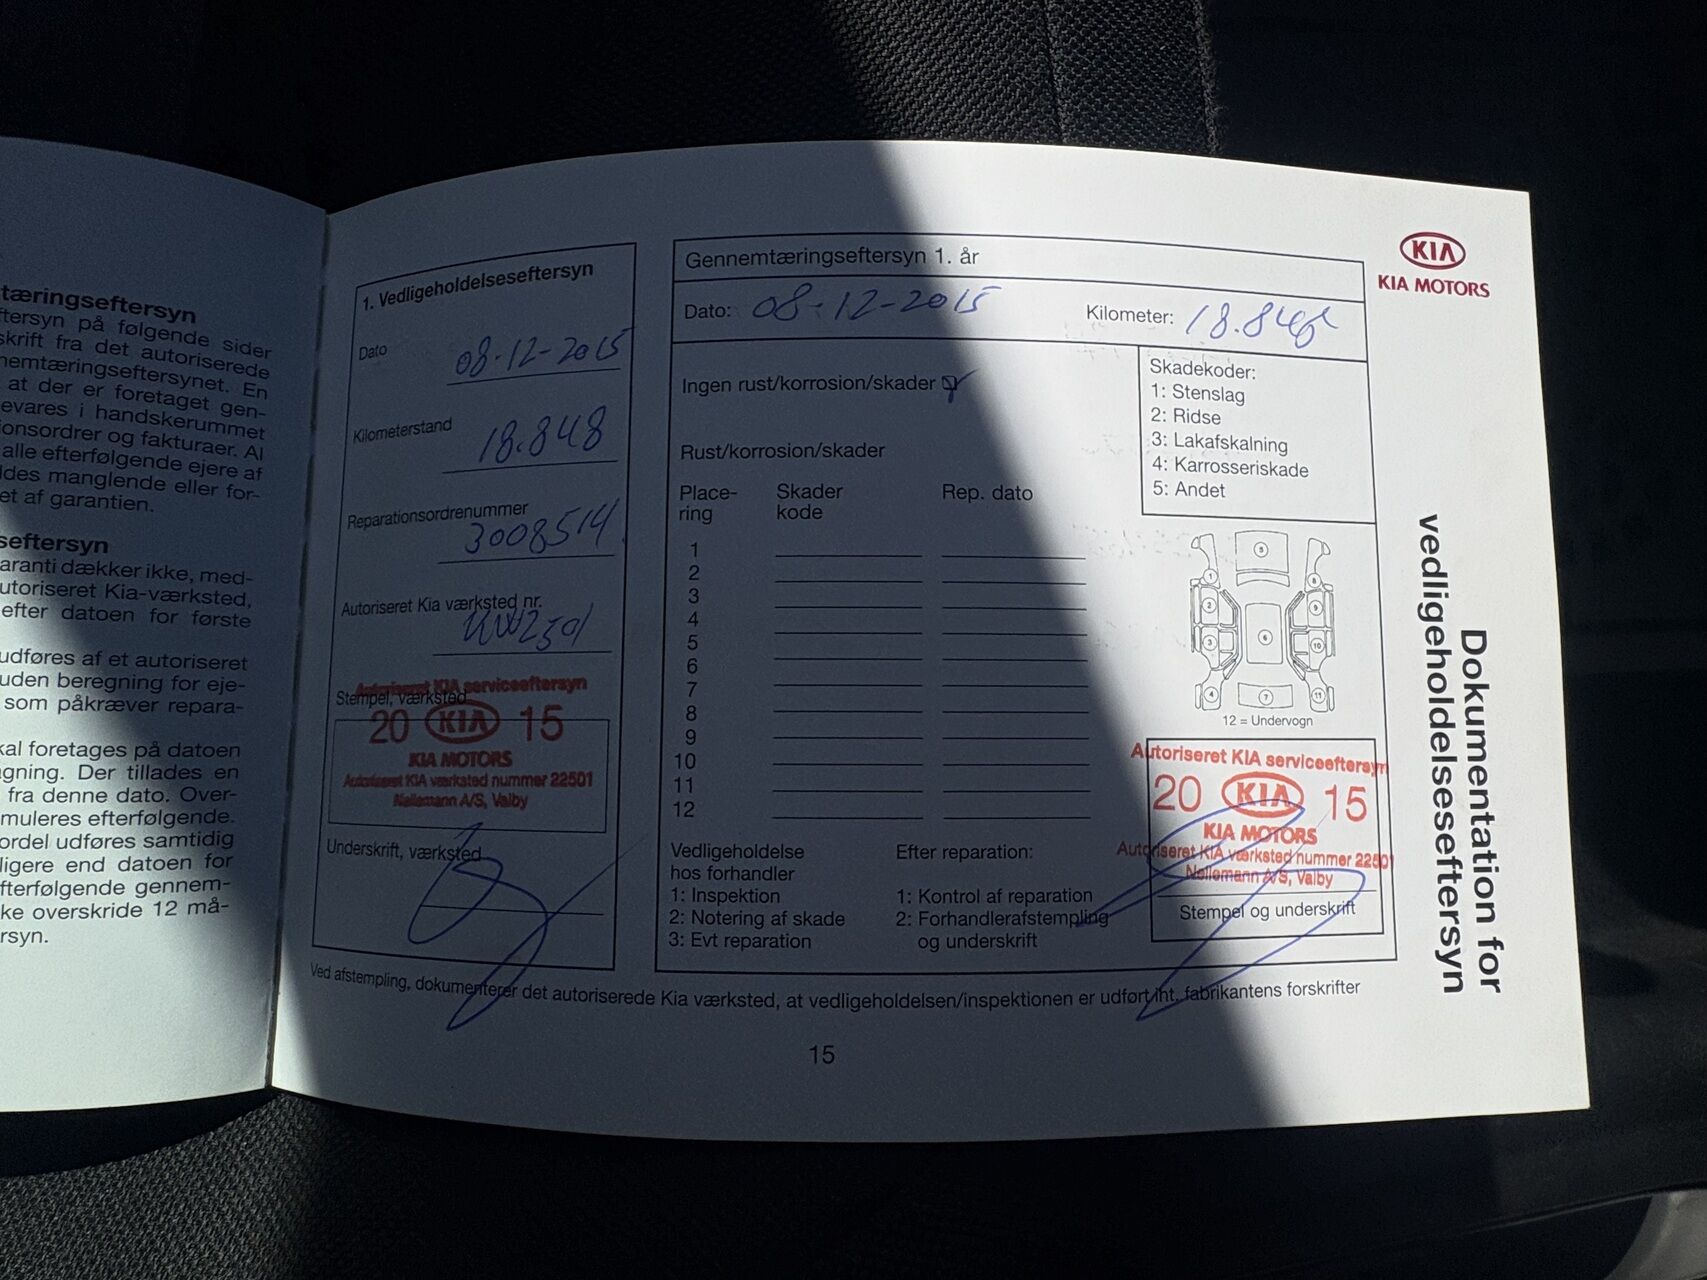 tæringseftersyn
ftersyn på følgende sider
skrift fra det autoriserede
nemtæringseftersynet. En
at der er foretaget gen-
evares i handskerummet
onsordrer og fakturaer. Al
alle efterfølgende ejere af
ldes manglende eller for-
et af garantien.
seftersyn
aranti dækker ikke, med-
utoriseret Kia-værksted,
efter datoen for første
udføres af et autoriseret
uden beregning for eje-
som påkræver repara-
kal foretages på datoen
gning. Der tillades en
fra denne dato. Over-
muleres efterfølgende.
ordel udføres samtidig
ligere end datoen for
fterfølgende gennem-
ke overskride 12 må-
rsyn.
1. Vedligeholdelseseftersyn
Dato 08-12-2015
Kilometerstand 18.848
Reparationsordrenummer
3008514
Autoriseret Kia værksted nr.
Stempel, værksted
Autoriseret KIA serviceeftersyn
20 KIA 15
KIA MOTORS
Autoriseret KIA værksted nummer 22501
Nellemann A/S, Valby
Underskrift, værksted
Gennemtæringseftersyn 1. år
Dato: 08-12-2015 Kilometer: 18.848
Ingen rust/korrosion/skader
Rust/korrosion/skader
Place-ring Skader kode Rep. dato
1
2
3
4
5
6
7
8
9
10
11
12
Skadekoder:
1: Stenslag
2: Ridse
3: Lakafskalning
4: Karrosseriskade
5: Andet
5
1 8
2 9
6
3 10
4 7 11
12 = Undervogn
Vedligeholdelse
hos forhandler
1: Inspektion
2: Notering af skade
3: Evt reparation
Efter reparation:
1: Kontrol af reparation
2: Forhandlerafstempling
og underskrift
Autoriseret KIA serviceeftersyn
20 KIA 15
KIA MOTORS
Autoriseret KIA værksted nummer 22501
Nellemann A/S, Valby
Stempel og underskrift
Ved afstempling, dokumenterer det autoriserede Kia værksted, at vedligeholdelsen/inspektionen er udført iht. fabrikantens forskrifter
15
KIA
KIA MOTORS
Dokumentation for
vedligeholdelseseftersyn